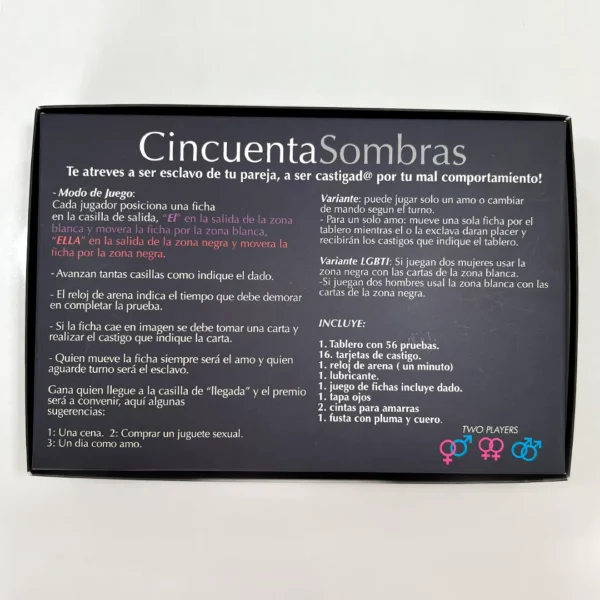 CincuentaSombras
Te atreves a ser esclavo de tu pareja, a ser castigad@ por tu mal comportamiento!
- Modo de Juego:
Cada jugador posiciona una ficha
en la casilla de salida, "El" en la salida de la zona
blanca y movera la ficha por la zona blanca,
"ELLA" en la salida de la zona negra y movera la
ficha por la zona negra.
- Avanzan tantas casillas como indique el dado.
- El reloj de arena indica el tiempo que debe demorar
en completar la prueba.
- Si la ficha cae en imagen se debe tomar una carta y
realizar el castigo que indique la carta.
- Quien mueve la ficha siempre será el amo y quien
aguarde turno será el esclavo.
Gana quien llegue a la casilla de "llegada" y el premio
será a convenir, aquí algunas
sugerencias:
1: Una cena. 2: Comprar un juguete sexual.
3: Un dia como amo.
Variante: puede jugar solo un amo o cambiar
de mando segun el turno.
- Para un solo amo: mueve una sola ficha por el
tablero mientras el o la exclava daran placer y
recibirán los castigos que indique el tablero.
Variante LGBTI: Si juegan dos mujeres usar la
zona negra con las cartas de la zona blanca.
-Si juegan dos hombres usal la zona blanca con las
cartas de la zona negra.
INCLUYE:
1. Tablero con 56 pruebas.
16. tarjetas de castigo.
1. reloj de arena ( un minuto)
1. lubricante.
1. juego de fichas incluye dado.
1. tapa ojos
2. cintas para amarras
1. fusta con pluma y cuero.
TWO PLAYERS